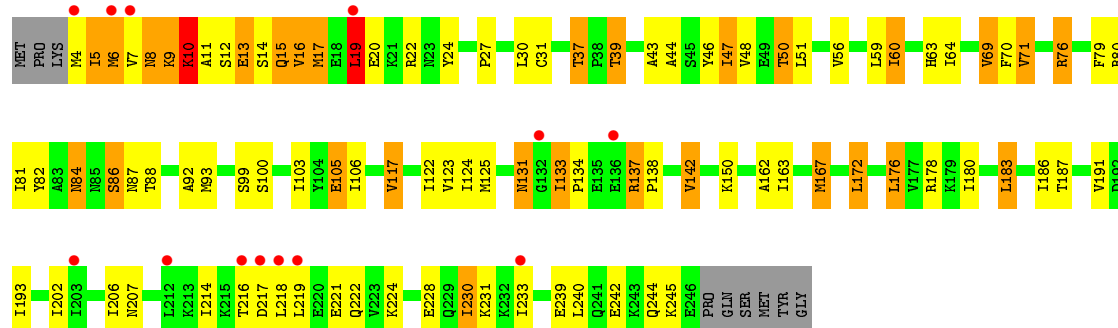 MET PRO LYS M4 I5 M6 V7 N8 K9 K10 A11 S12 E13 S14 Q15 V16 M17 E18 L19 E20 K21 R22 N23 Y24 P27 L30 C31 T37 P38 T39 A43 A44 S45 Y46 I47 V48 E49 T50 L51 V56 L59 I60 H63 I64 V69 F70 V71 R76 F79 R80
I81 Y82 A83 N84 N85 S86 N87 T88 A92 M93 S99 S100 I103 Y104 E105 I106 V117 I122 V123 I124 M125 N131 G132 I133 P134 E135 E136 R137 P138 V142 K150 A162 I163 M167 L172 L176 V177 R178 K179 I180 L183 I186 T187 V191 D192
I193 I202 I203 I206 N207 L212 K213 I214 K215 T216 D217 L218 L219 E220 E221 Q222 V223 K224 E228 Q229 I230 K231 K232 I233 E239 L240 Q241 E242 K243 Q244 K245 E246 PRO GLN SER MET TYR GLY